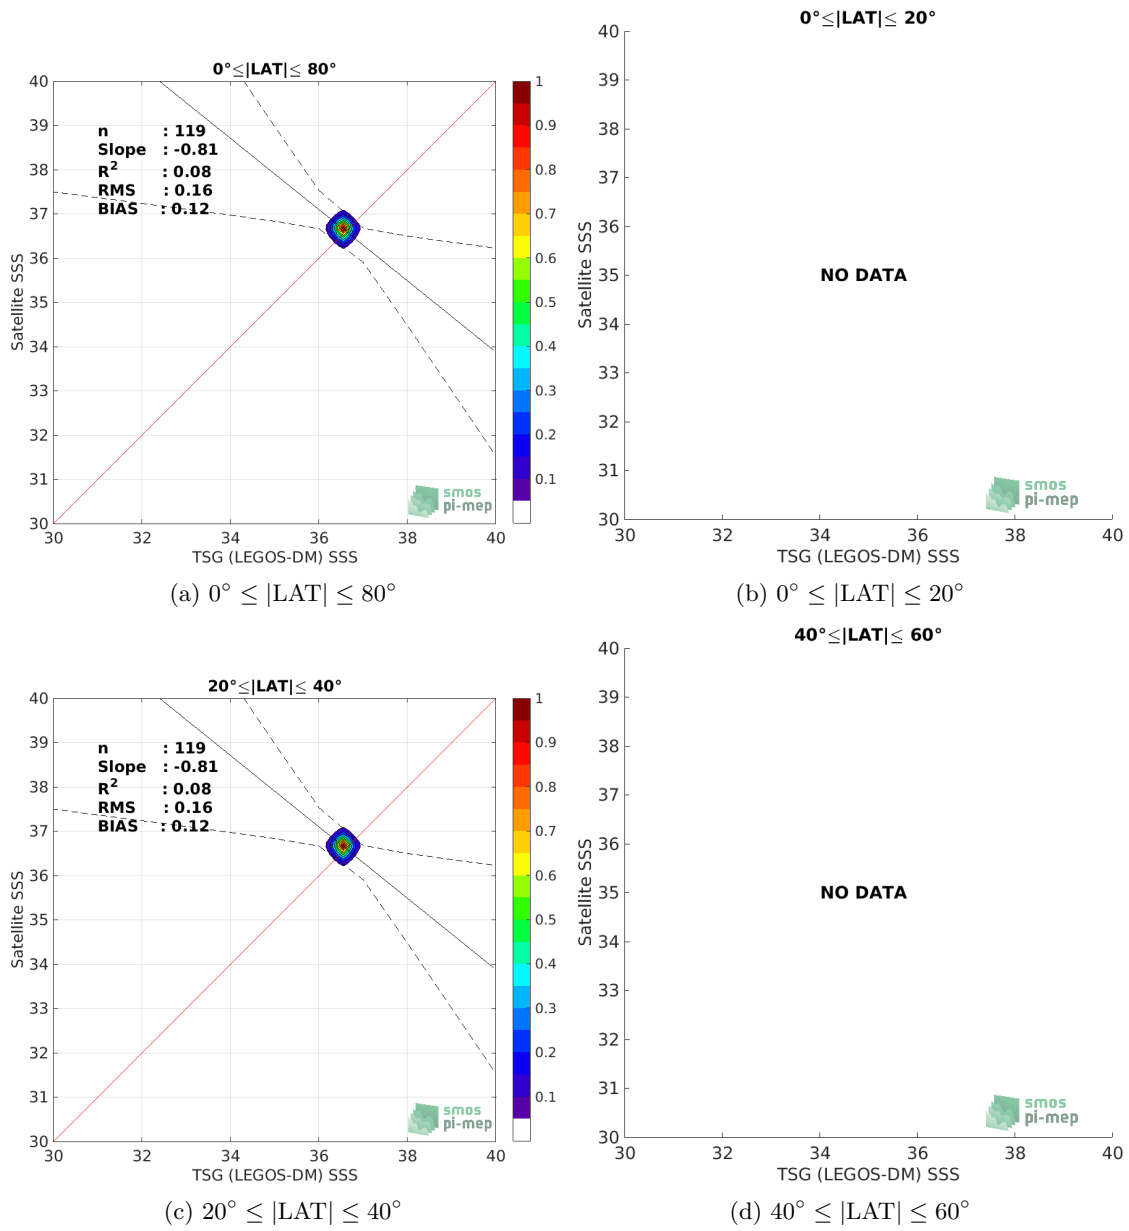 0°≤|LAT|≤ 80°
40
39
38
37
36
35
34
33
32
31
30
Satellite SSS
n : 119
Slope : -0.81
R² : 0.08
RMS : 0.16
BIAS : 0.12
1
0.9
0.8
0.7
0.6
0.5
0.4
0.3
0.2
0.1
smos
pi-mep
30 32 34 36 38 40
TSG (LEGOS-DM) SSS
(a) 0° ≤ |LAT| ≤ 80°
0°≤|LAT|≤ 20°
40
39
38
37
36
35
34
33
32
31
30
Satellite SSS
NO DATA
smos
pi-mep
30 32 34 36 38 40
TSG (LEGOS-DM) SSS
(b) 0° ≤ |LAT| ≤ 20°
20°≤|LAT|≤ 40°
40
39
38
37
36
35
34
33
32
31
30
Satellite SSS
n : 119
Slope : -0.81
R² : 0.08
RMS : 0.16
BIAS : 0.12
1
0.9
0.8
0.7
0.6
0.5
0.4
0.3
0.2
0.1
smos
pi-mep
30 32 34 36 38 40
TSG (LEGOS-DM) SSS
(c) 20° ≤ |LAT| ≤ 40°
40°≤|LAT|≤ 60°
40
39
38
37
36
35
34
33
32
31
30
Satellite SSS
NO DATA
smos
pi-mep
30 32 34 36 38 40
TSG (LEGOS-DM) SSS
(d) 40° ≤ |LAT| ≤ 60°